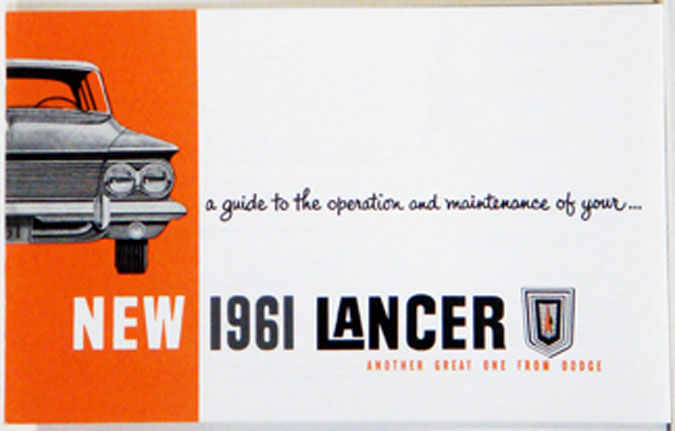 a guide to the operation and maintenance of your...
NEW 1961 LANCER
ANOTHER GREAT ONE FROM DODGE